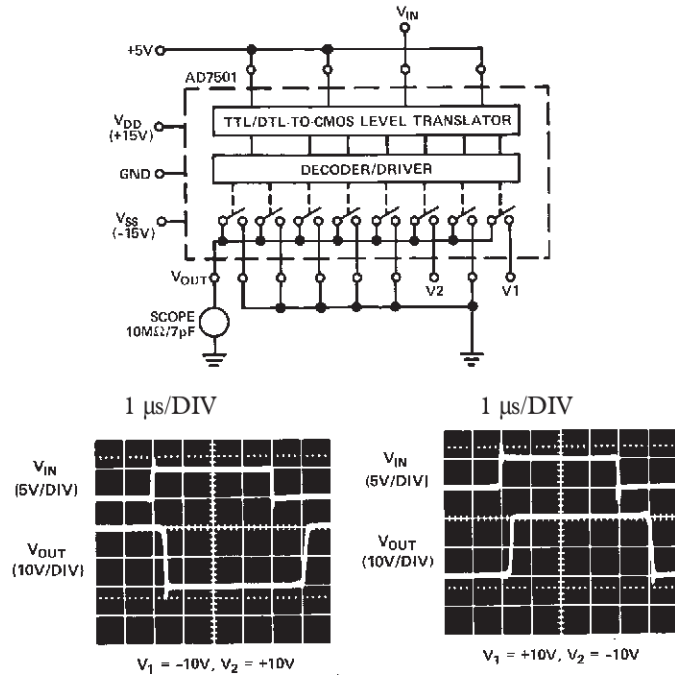 VIN
+5V
AD7501
TTL/DTL-TO-CMOS LEVEL TRANSLATOR
VDD
(+15V)
DECODER/DRIVER
GND
VSS
(-15V)
VOUT
V2
V1
SCOPE
10MΩ/7pF
1 μs/DIV
1 μs/DIV
VIN
(5V/DIV)
VOUT
(10V/DIV)
V1 = -10V, V2 = +10V
VIN
(5V/DIV)
VOUT
(10V/DIV)
V1 = +10V, V2 = -10V